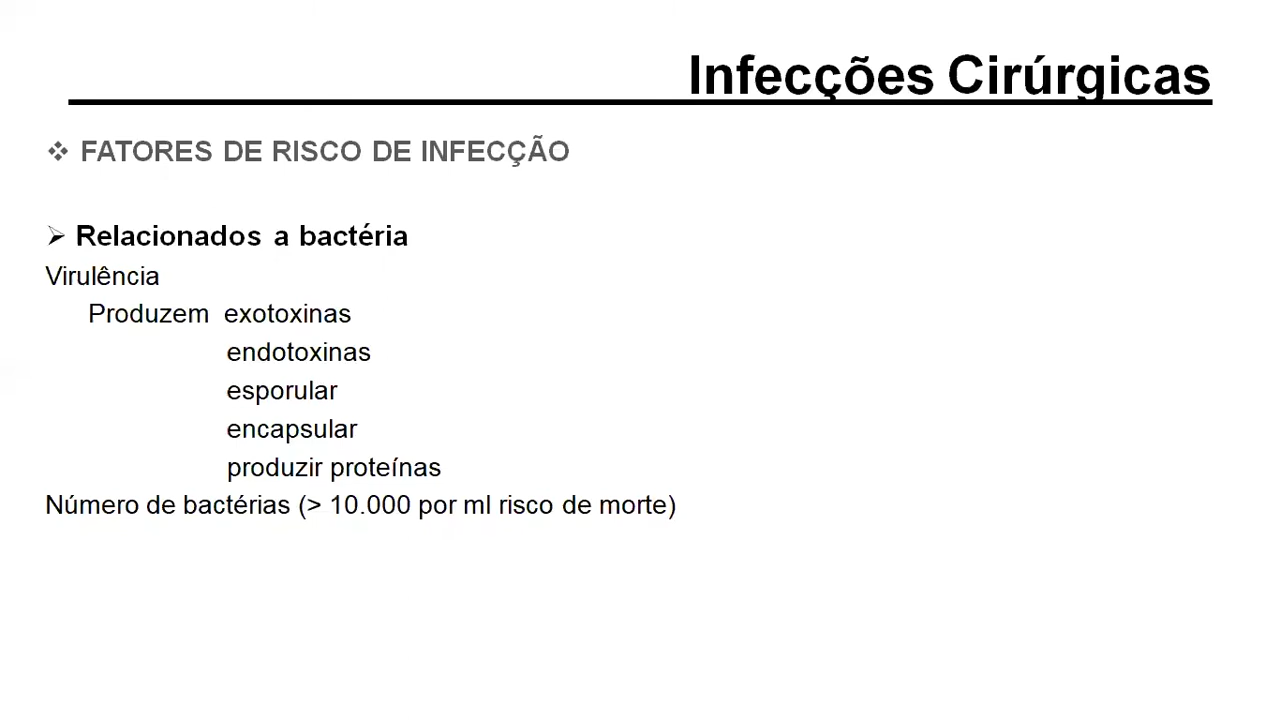 Infecções Cirúrgicas
FATORES DE RISCO DE INFECÇÃO
Relacionados a bactéria
Virulência
Produzem exotoxinas
endotoxinas
esporular
encapsular
produzir proteínas
Número de bactérias (> 10.000 por ml risco de morte)